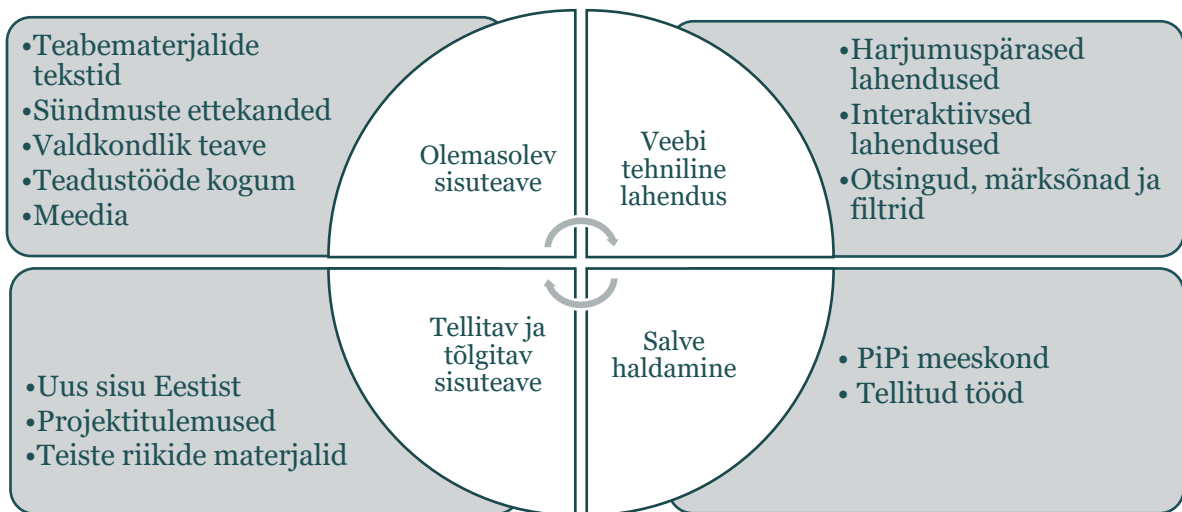 •Teabematerjalide
tekstid
•Sündmuste ettekanded
•Valdkondlik teave
•Teadustööde kogum
•Meedia
Olemasolev
sisuteave
Veebi
tehniline
lahendus
•Harjumuspärased
lahendused
•Interaktiivsed
lahendused
•Otsingud, märksõnad ja
filtrid
•Uus sisu Eestist
•Projektitulemused
•Teiste riikide materjalid
Tellitav ja
tõlgitav
sisuteave
Salve
haldamine
• PiPi meeskond
• Tellitud tööd